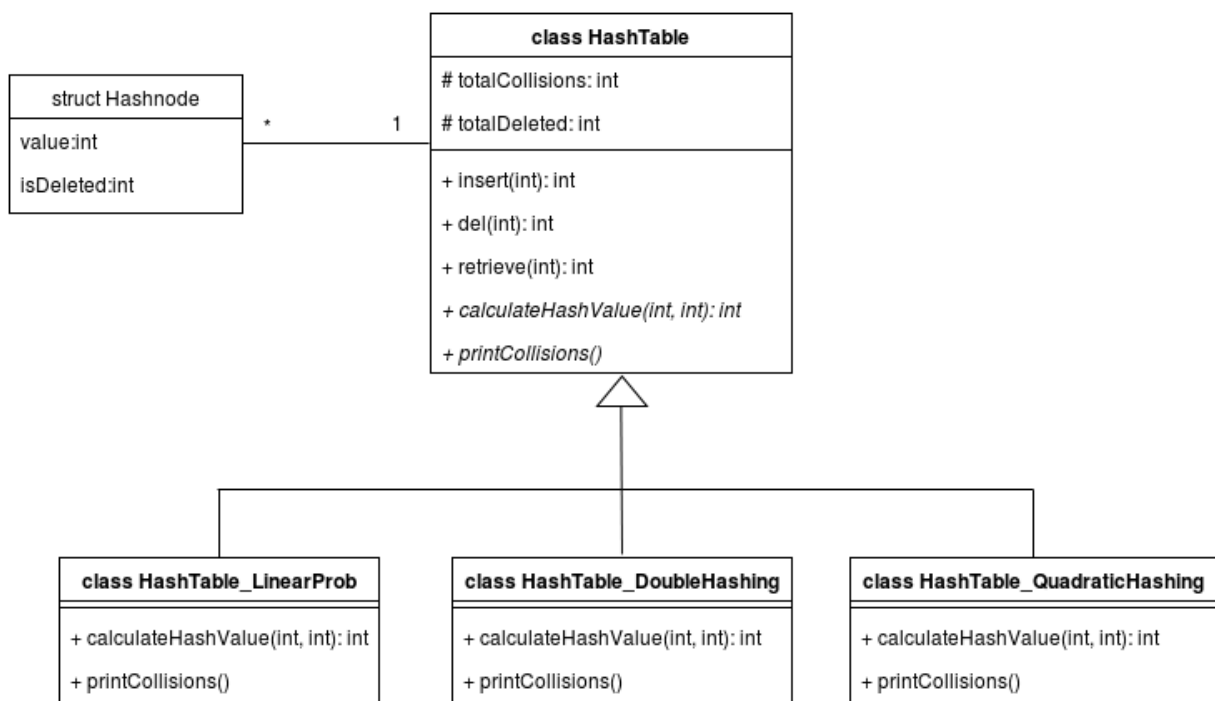 class HashTable
# totalCollisions: int
# totalDeleted: int
+ insert(int): int
+ del(int): int
+ retrieve(int): int
+ calculateHashValue(int, int): int
+ printCollisions()
struct Hashnode
value:int
isDeleted:int
*
1
class HashTable_LinearProb
+ calculateHashValue(int, int): int
+ printCollisions()
class HashTable_DoubleHashing
+ calculateHashValue(int, int): int
+ printCollisions()
class HashTable_QuadraticHashing
+ calculateHashValue(int, int): int
+ printCollisions()